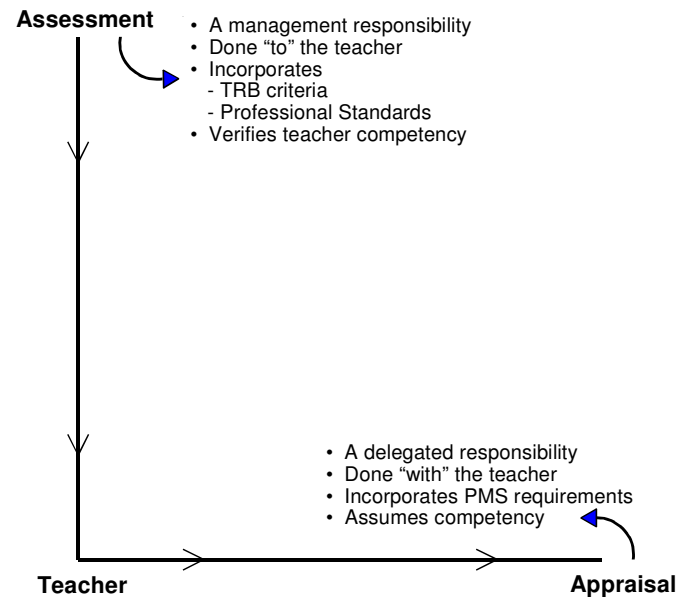 Assessment
• A management responsibility
• Done “to” the teacher
• Incorporates
- TRB criteria
- Professional Standards
• Verifies teacher competency
• A delegated responsibility
• Done “with” the teacher
• Incorporates PMS requirements
• Assumes competency
Teacher
Appraisal